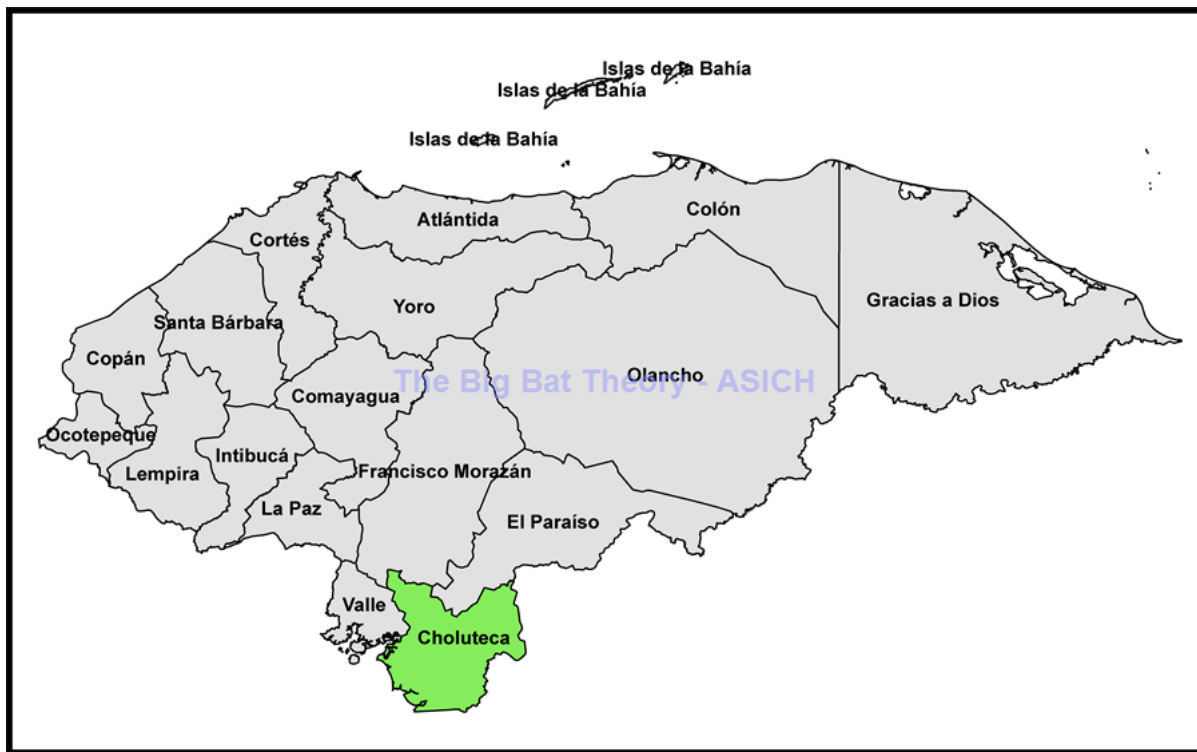 Islas de la Bahía
Islas de la Bahía
Islas de la Bahía
Atlántida
Colón
Cortés
Yoro
Gracias a Dios
Santa Bárbara
Copán
Olancho
The Big Bat Theory - ASICH
Comayagua
Ocotepeque
Intibucá
Lempira
Francisco Morazán
La Paz
El Paraíso
Valle
Choluteca